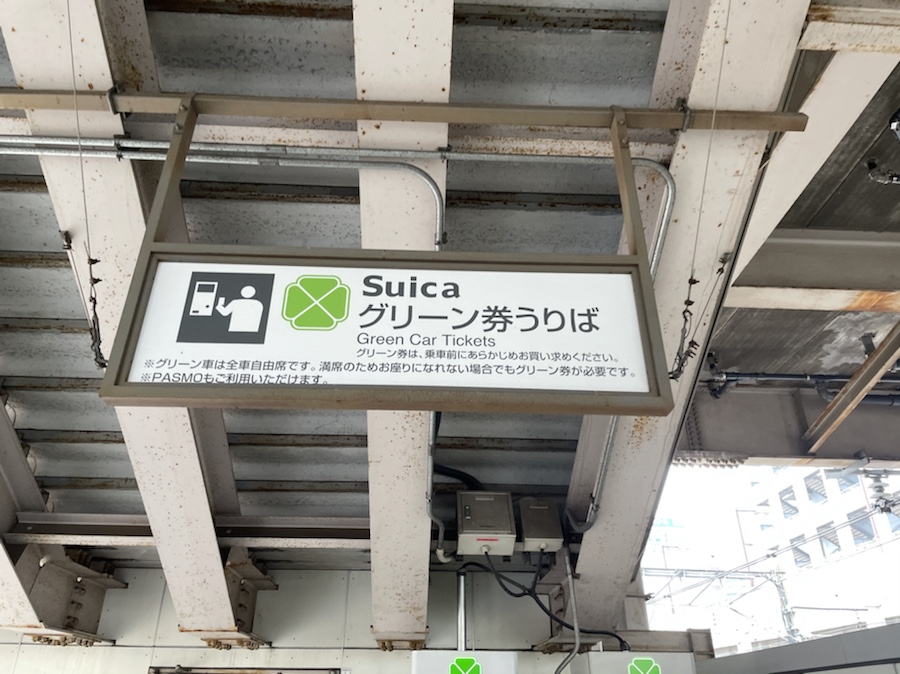 Suica
グリーン券うりば
Green Car Tickets
グリーン券は、乗車前にあらかじめお買い求めください。
※グリーン車は全車自由席です。満席のためお座りになれない場合でもグリーン券が必要です。
※PASMOもご利用いただけます。